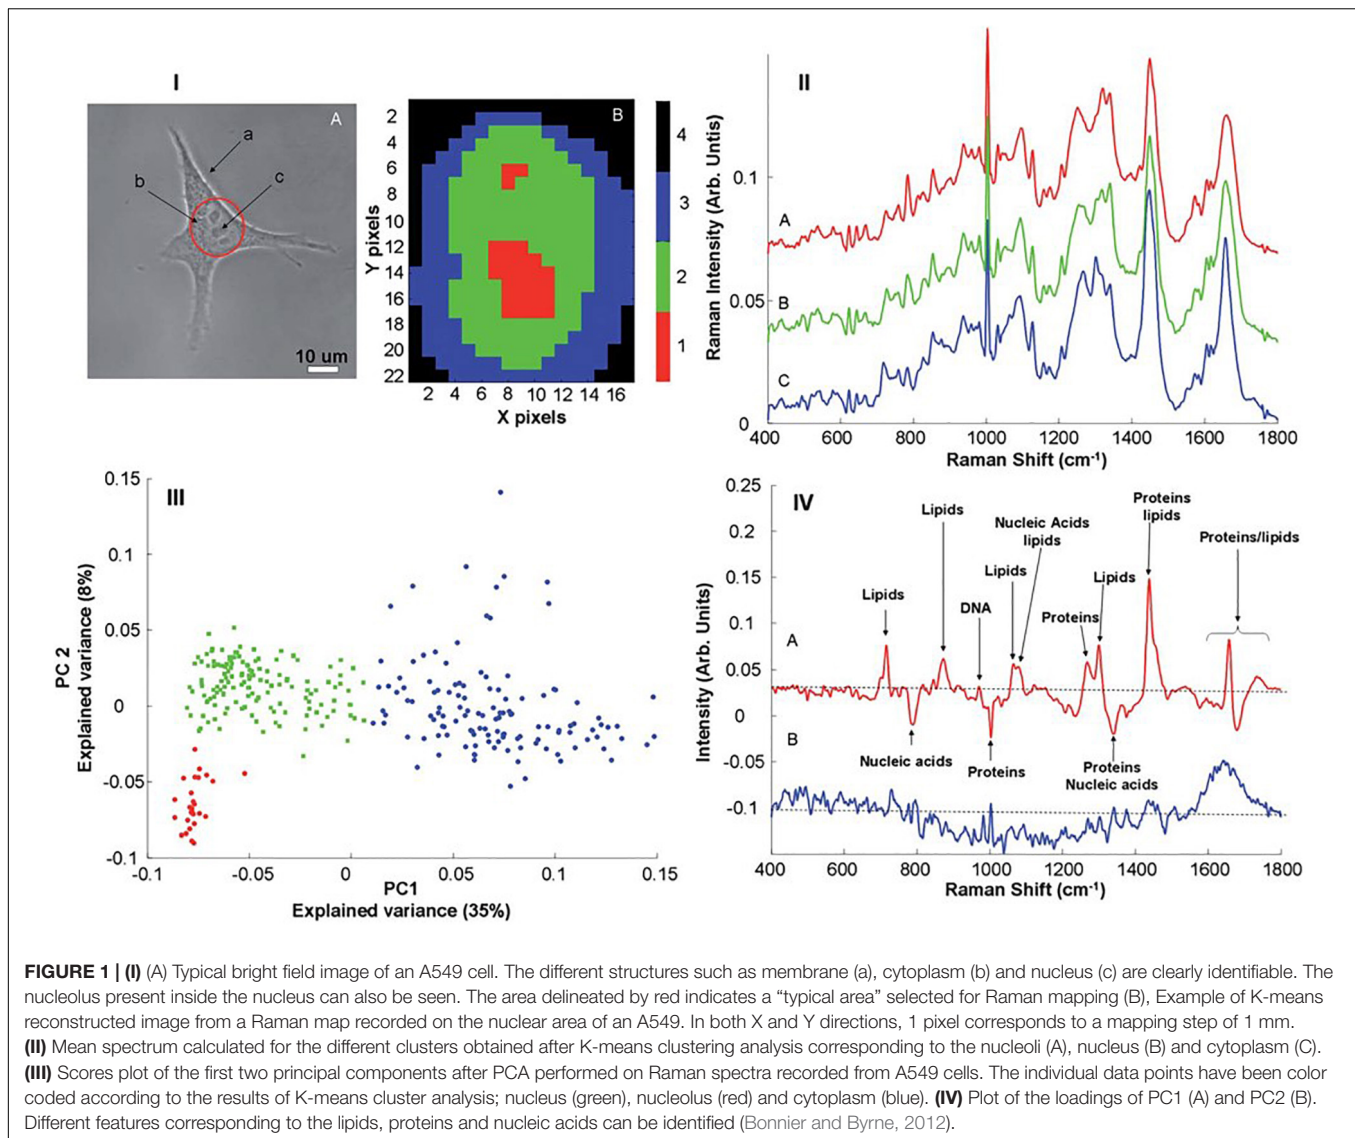 I
A
a
b
c
10 um
B
2
4
6
8
10
12
14
16
18
20
22
Y pixels
2 4 6 8 10 12 14 16
X pixels
4
3
2
1
II
Raman Intensity (Arb. Untis)
0.1
0.05
0
A
B
C
400 600 800 1000 1200 1400 1600 1800
Raman Shift (cm-1)
III
PC 2
Explained variance (8%)
0.15
0.1
0.05
0
-0.05
-0.1
-0.1 -0.05 0 0.05 0.1 0.15
PC1
Explained variance (35%)
IV
Intensity (Arb. Units)
0.25
0.2
0.15
0.1
0.05
0
-0.05
-0.1
A
B
Lipids
Lipids
DNA
Nucleic Acids
lipids
Lipids
Proteins
Lipids
Proteins
lipids
Proteins/lipids
Nucleic acids
Proteins
Proteins
Nucleic acids
400 600 800 1000 1200 1400 1600 1800
Raman Shift (cm-1)
FIGURE 1 | (I) (A) Typical bright field image of an A549 cell. The different structures such as membrane (a), cytoplasm (b) and nucleus (c) are clearly identifiable. The
nucleolus present inside the nucleus can also be seen. The area delineated by red indicates a “typical area” selected for Raman mapping (B), Example of K-means
reconstructed image from a Raman map recorded on the nuclear area of an A549. In both X and Y directions, 1 pixel corresponds to a mapping step of 1 mm.
(II) Mean spectrum calculated for the different clusters obtained after K-means clustering analysis corresponding to the nucleoli (A), nucleus (B) and cytoplasm (C).
(III) Scores plot of the first two principal components after PCA performed on Raman spectra recorded from A549 cells. The individual data points have been color
coded according to the results of K-means cluster analysis; nucleus (green), nucleolus (red) and cytoplasm (blue). (IV) Plot of the loadings of PC1 (A) and PC2 (B).
Different features corresponding to the lipids, proteins and nucleic acids can be identified (Bonnier and Byrne, 2012).